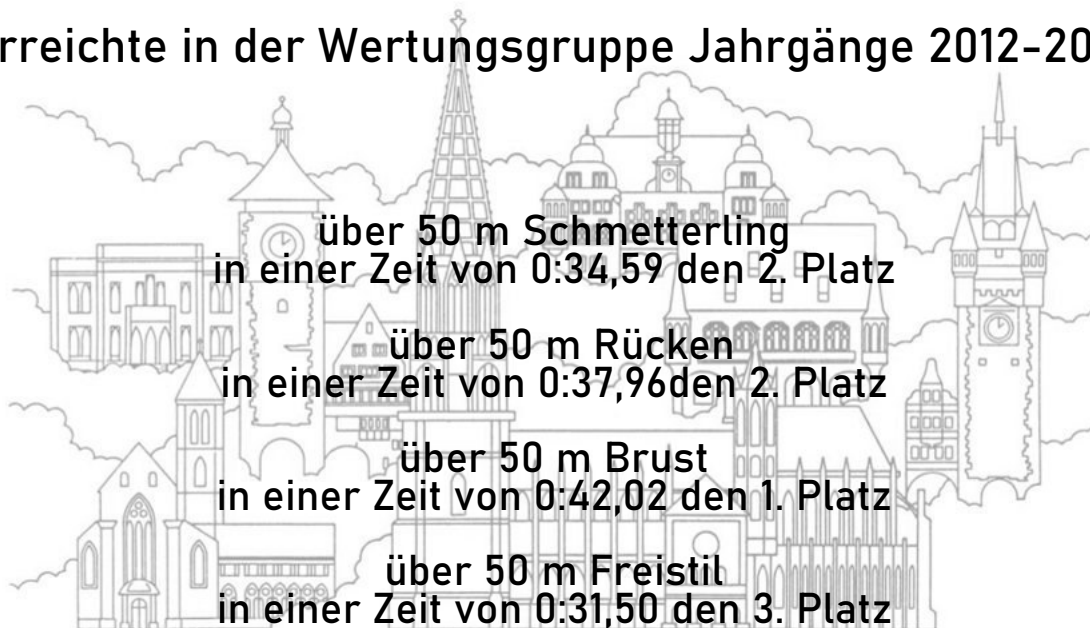 rreichte in der Wertungsgruppe Jahrgänge 2012-20
über 50 m Schmetterling
in einer Zeit von 0:34,59 den 2. Platz
über 50 m Rücken
in einer Zeit von 0:37,96den 2. Platz
über 50 m Brust
in einer Zeit von 0:42,02 den 1. Platz
über 50 m Freistil
in einer Zeit von 0:31,50 den 3. Platz